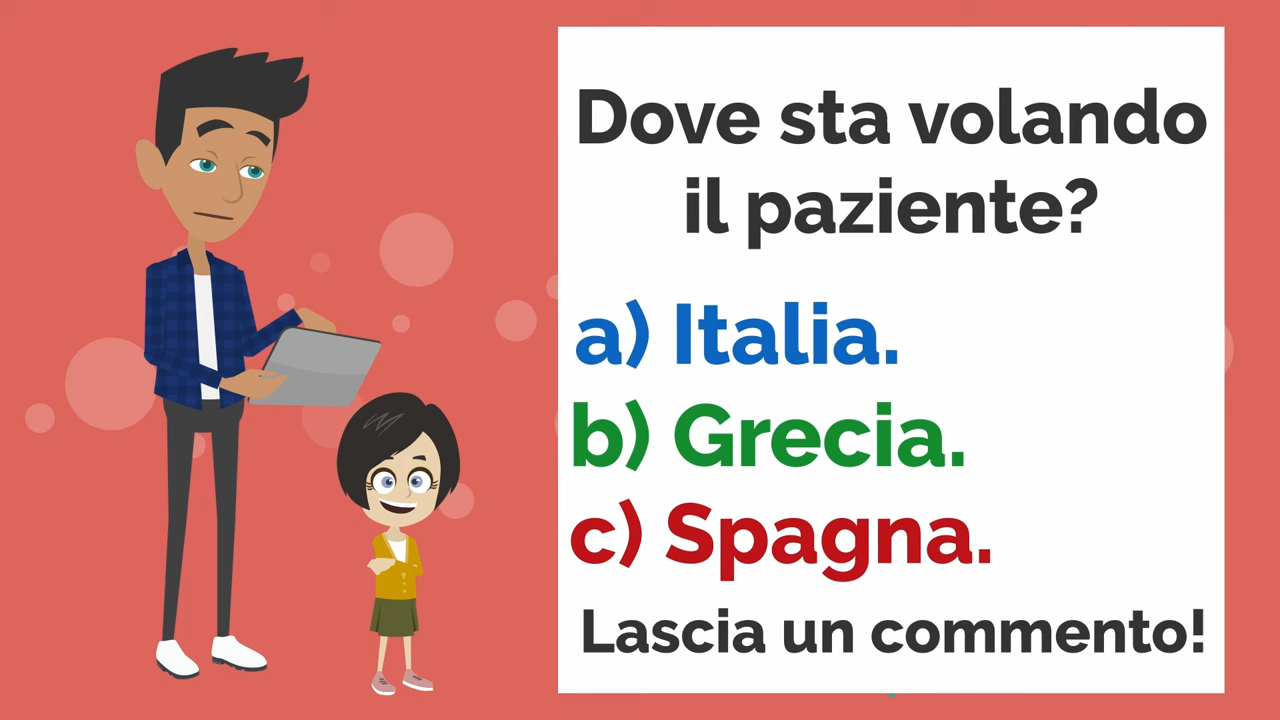 Dove sta volando
il paziente?
a) Italia.
b) Grecia.
c) Spagna.
Lascia un commento!